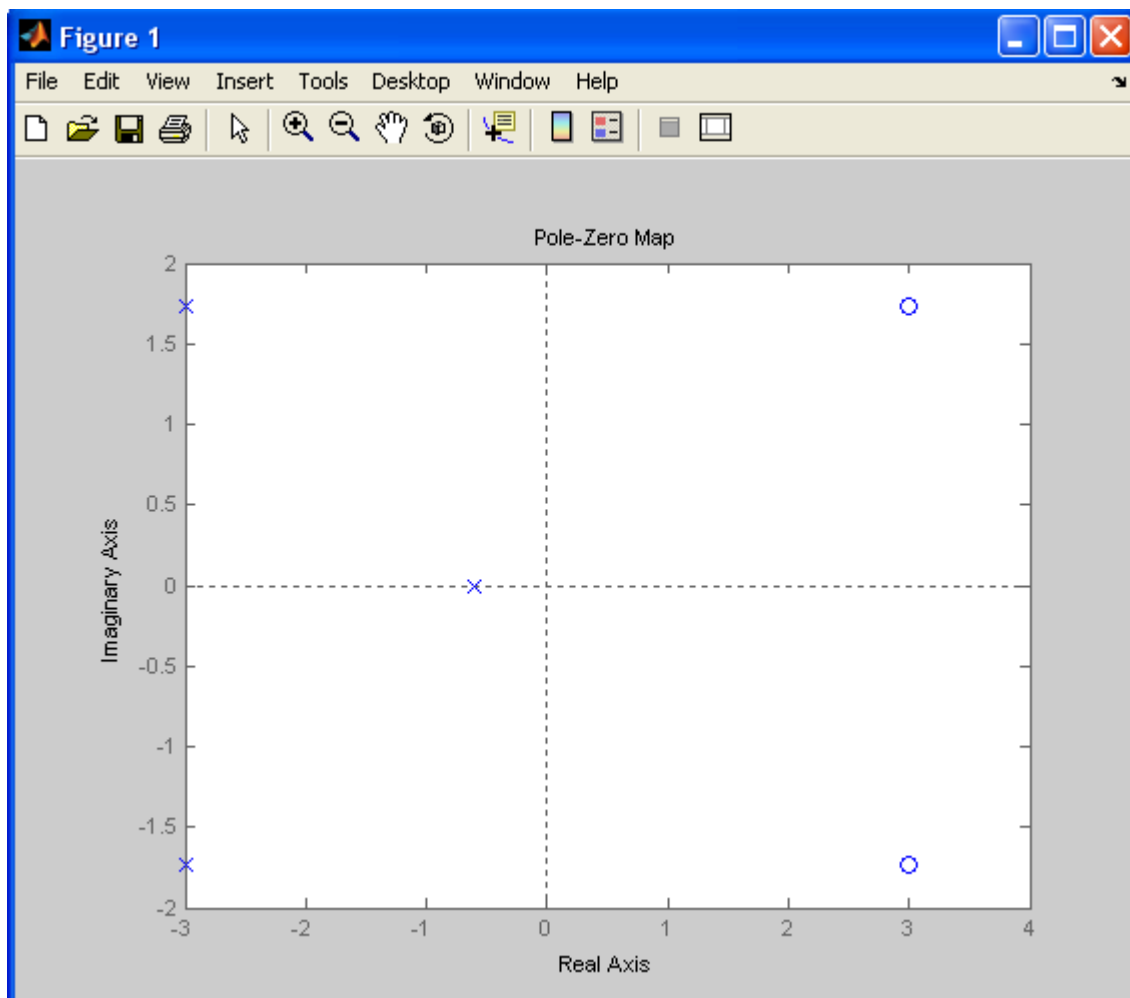 Figure 1
File Edit View Insert Tools Desktop Window Help
Pole-Zero Map
2
1.5
1
0.5
0
-0.5
-1
-1.5
-2
Imaginary Axis
-3 -2 -1 0 1 2 3 4
Real Axis